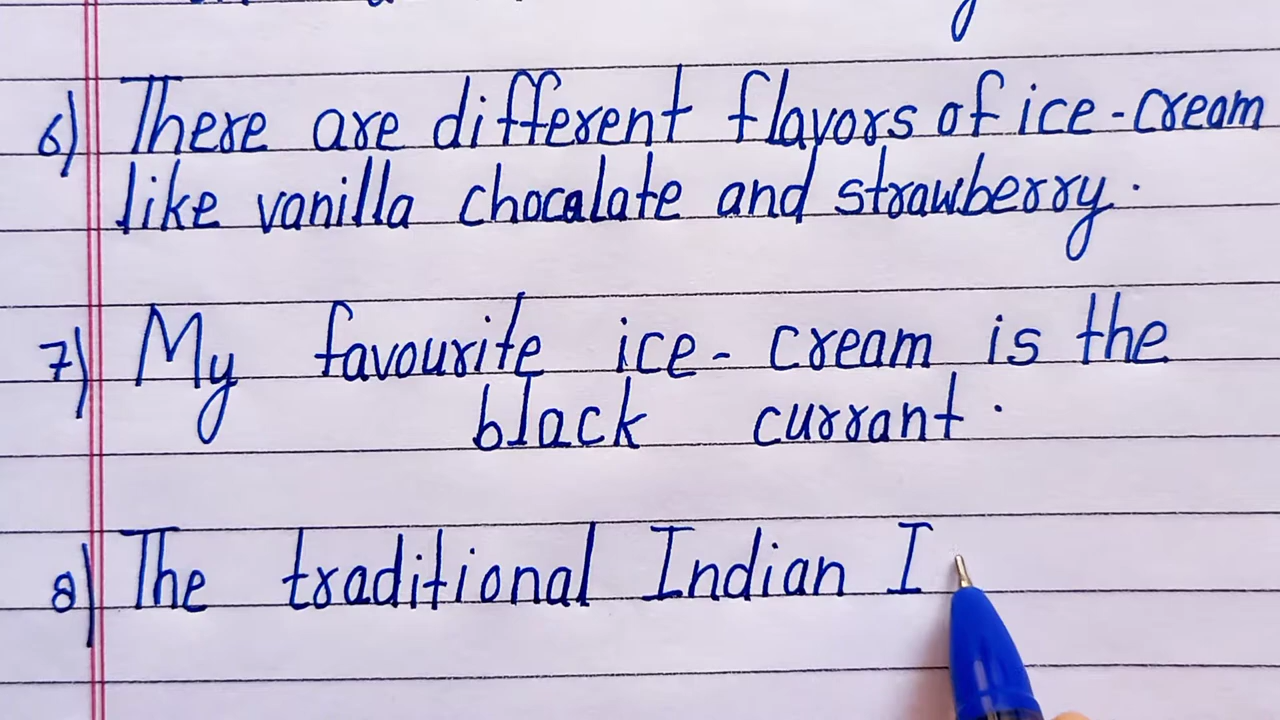 6) There are different flavors of ice-cream
like vanilla chocalate and strawberry.
7) My favourite ice-cream is the
black currant.
8) The traditional Indian I